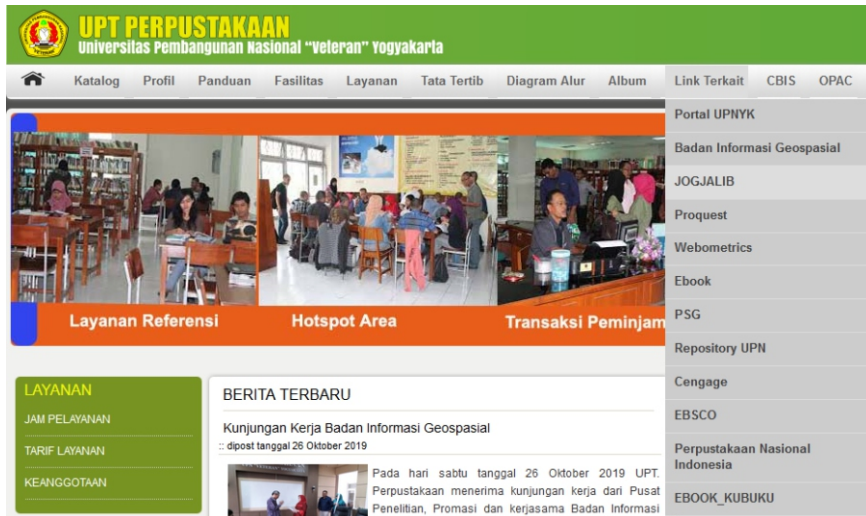 UPT PERPUSTAKAAN
Universitas Pembangunan Nasional "Veteran" Yogyakarta
Katalog Profil Panduan Fasilitas Layanan Tata Tertib Diagram Alur Album Link Terkait CBIS OPAC
Portal UPNYK
Badan Informasi Geospasial
JOGJALIB
Proquest
Webometrics
Ebook
PSG
Repository UPN
Cengage
EBSCO
Perpustakaan Nasional
Indonesia
EBOOK_KUBUKU
Layanan Referensi
Hotspot Area
Transaksi Peminjam
LAYANAN
JAM PELAYANAN
TARIF LAYANAN
KEANGGOTAAN
BERITA TERBARU
Kunjungan Kerja Badan Informasi Geospasial
:: dipost tanggal 26 Oktober 2019
Pada hari sabtu tanggal 26 Oktober 2019 UPT.
Perpustakaan menerima kunjungan kerja dari Pusat
Penelitian, Promasi dan kerjasama Badan Informasi